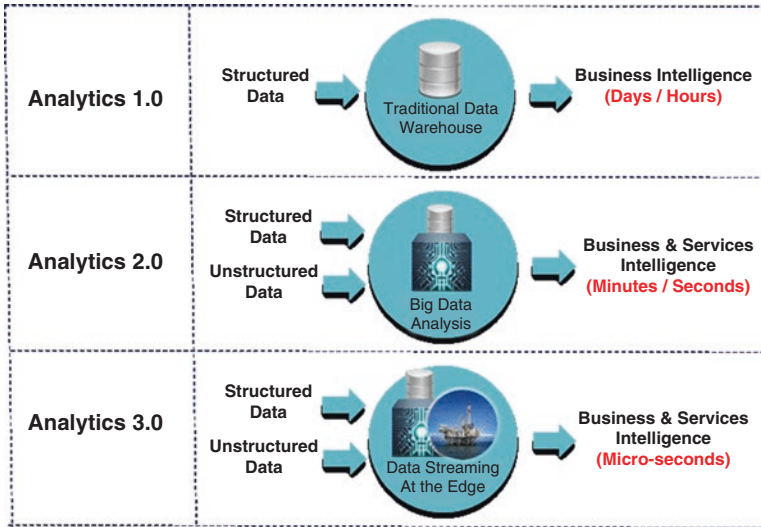 Analytics 1.0
Structured
Data
Traditional Data
Warehouse
Business Intelligence
(Days / Hours)
Analytics 2.0
Structured
Data
Unstructured
Data
Big Data
Analysis
Business & Services
Intelligence
(Minutes / Seconds)
Analytics 3.0
Structured
Data
Unstructured
Data
Data Streaming
At the Edge
Business & Services
Intelligence
(Micro-seconds)